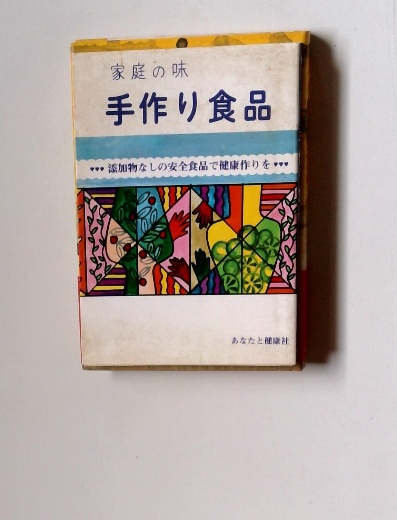 家庭の味
手作り食品
♥♥♥ 添加物なしの安全食品で健康作りを ♥♥♥
あなたと健康社